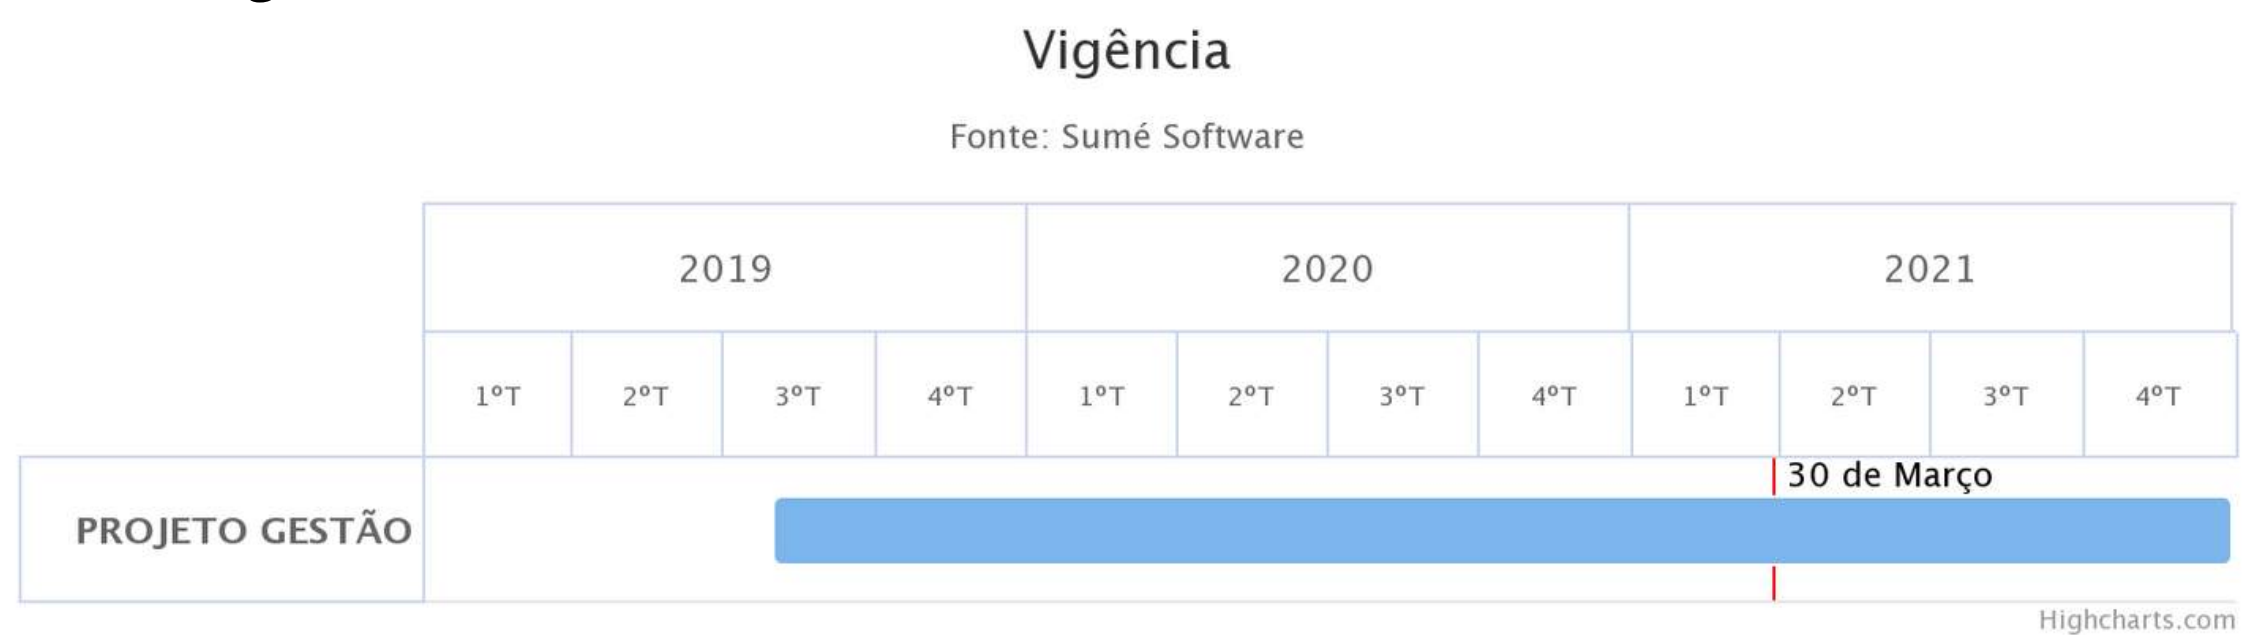 Vigência
Fonte: Sumé Software
2019 2020 2021
1ºT 2ºT 3ºT 4ºT 1ºT 2ºT 3ºT 4ºT 1ºT 2ºT 3ºT 4ºT
30 de Março
PROJETO GESTÃO
Highcharts.com